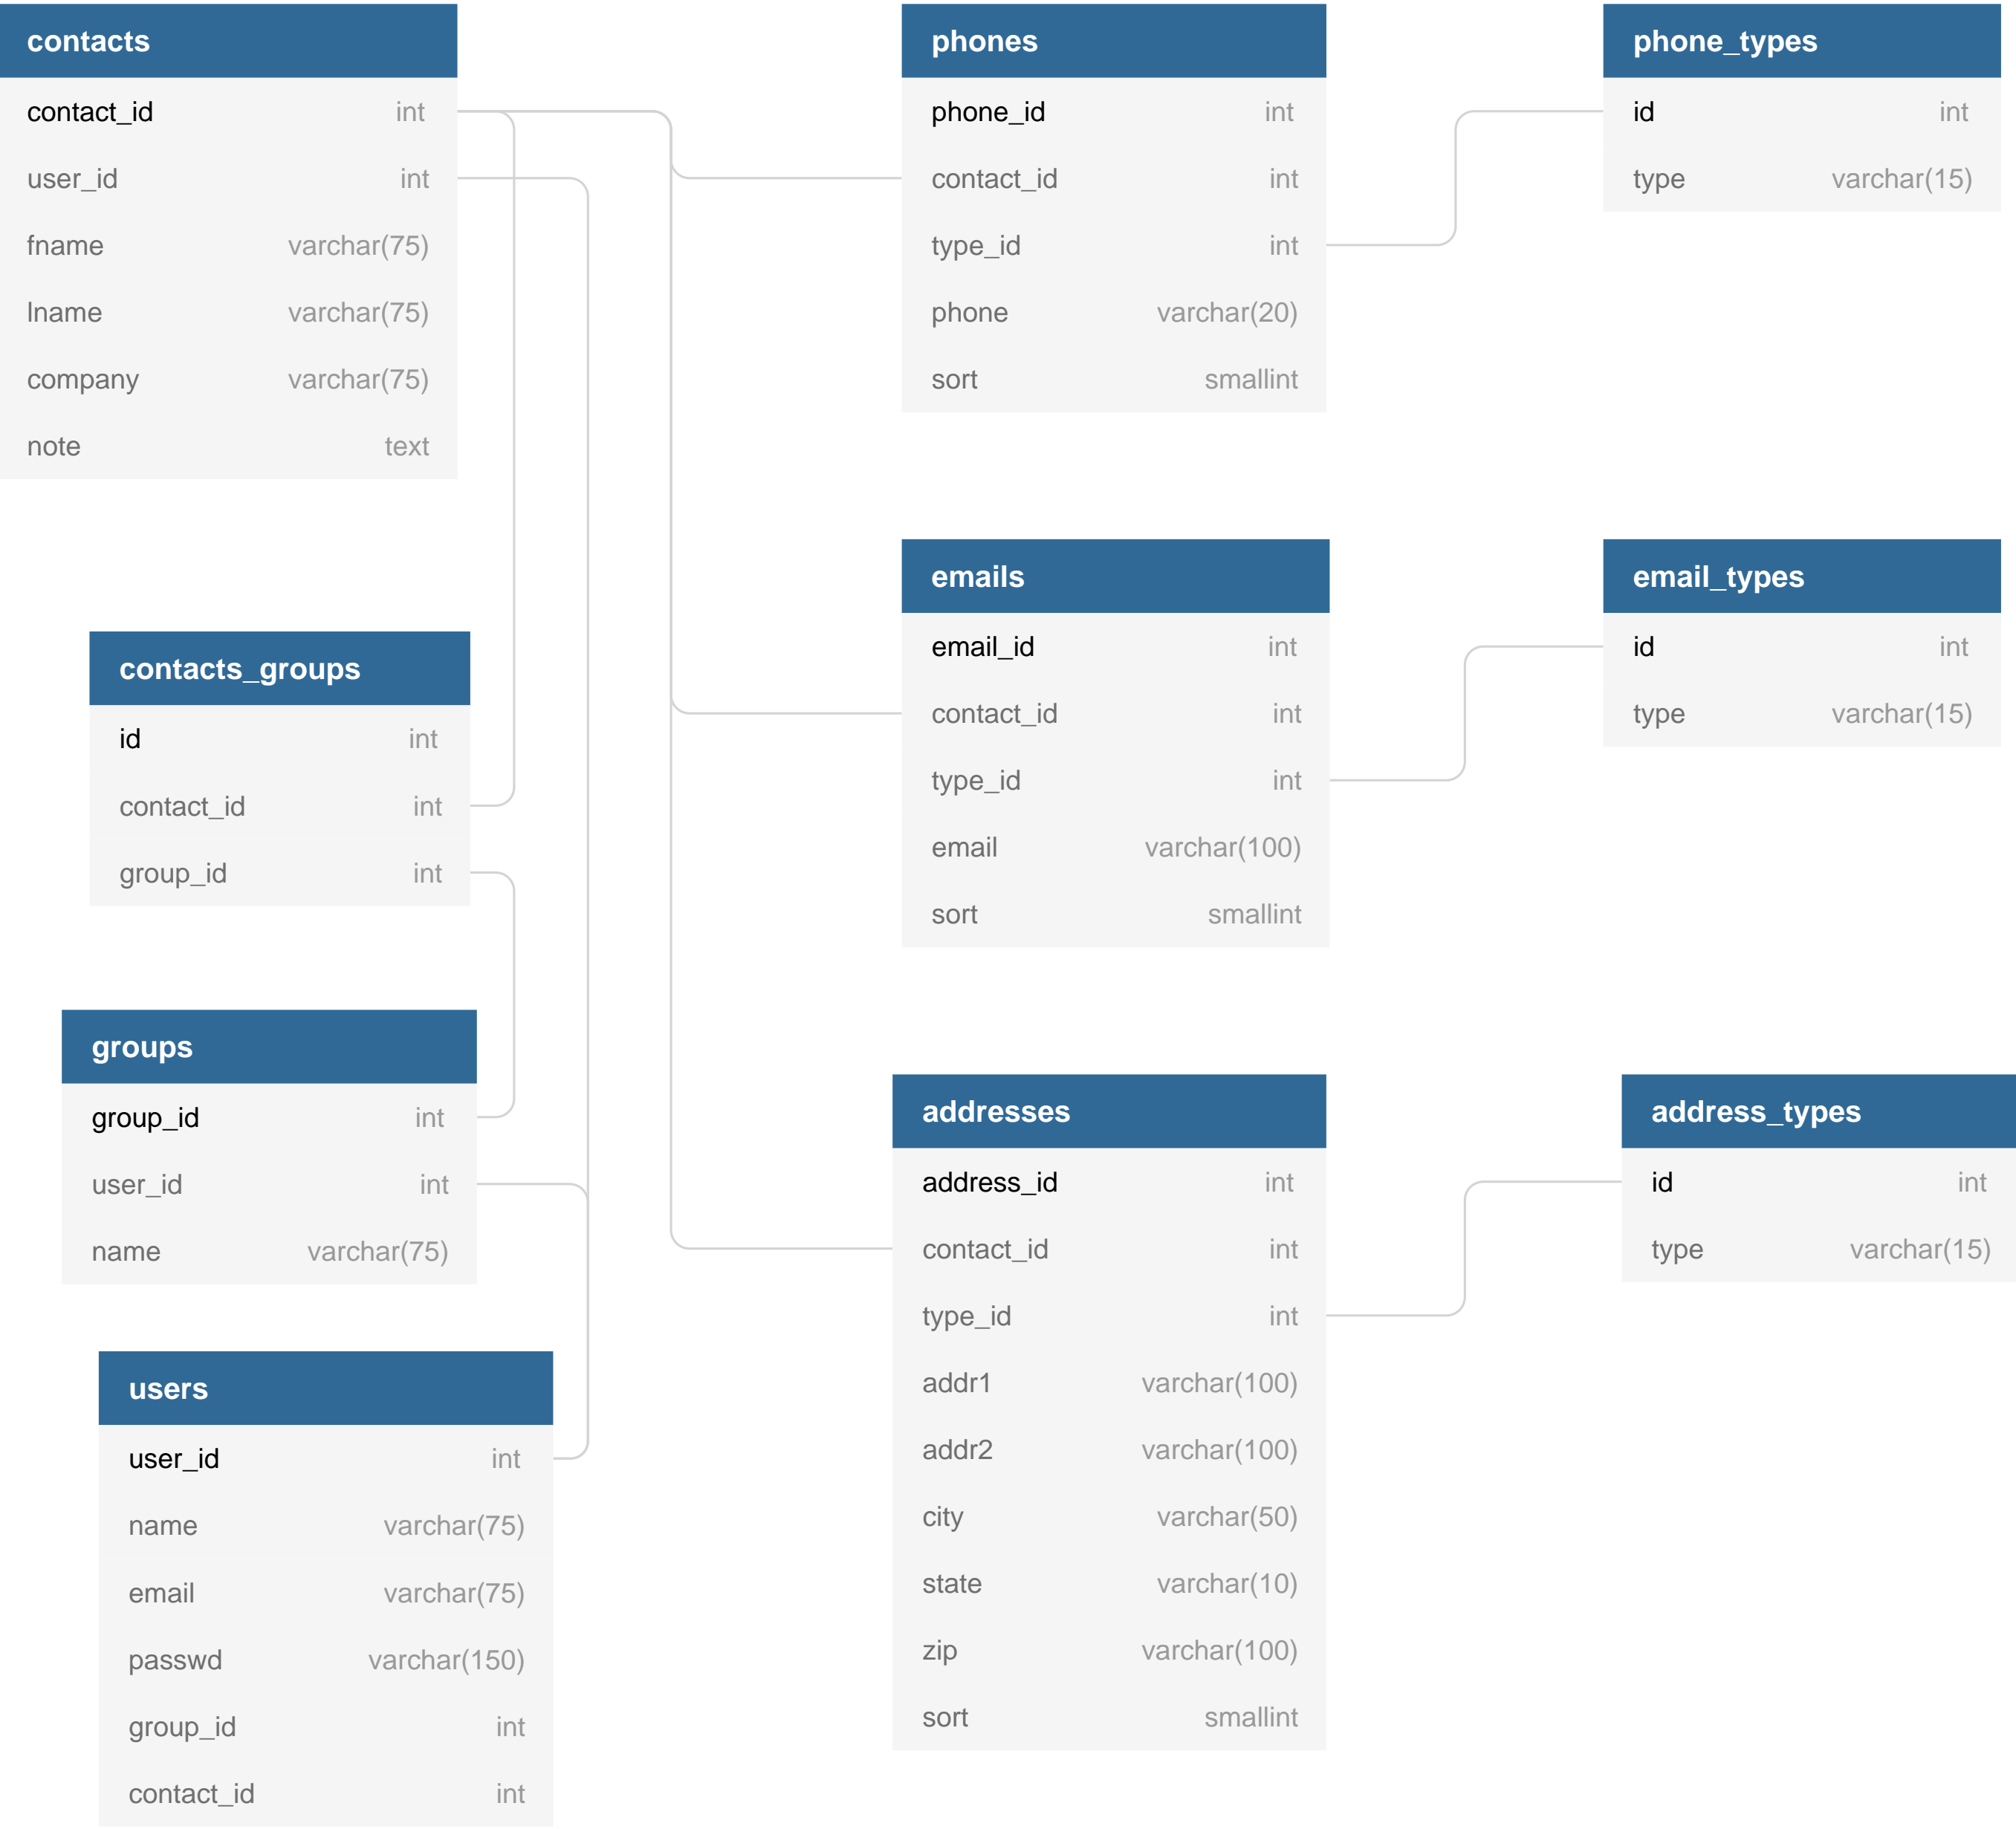 contacts
contact_id int
user_id int
fname varchar(75)
lname varchar(75)
company varchar(75)
note text
phones
phone_id int
contact_id int
type_id int
phone varchar(20)
sort smallint
phone_types
id int
type varchar(15)
emails
email_id int
contact_id int
type_id int
email varchar(100)
sort smallint
email_types
id int
type varchar(15)
contacts_groups
id int
contact_id int
group_id int
groups
group_id int
user_id int
name varchar(75)
addresses
address_id int
contact_id int
type_id int
addr1 varchar(100)
addr2 varchar(100)
city varchar(50)
state varchar(10)
zip varchar(100)
sort smallint
address_types
id int
type varchar(15)
users
user_id int
name varchar(75)
email varchar(75)
passwd varchar(150)
group_id int
contact_id int